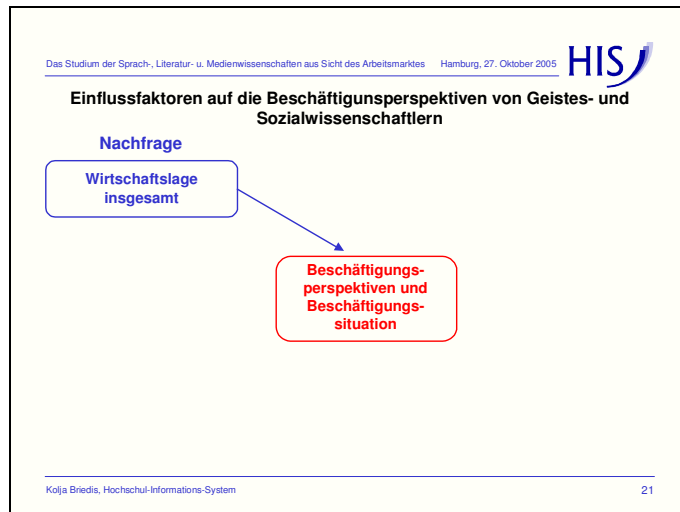 Das Studium der Sprach-, Literatur- u. Medienwissenschaften aus Sicht des Arbeitsmarktes Hamburg, 27. Oktober 2005
HIS
Einflussfaktoren auf die Beschäftigunsperspektiven von Geistes- und
Sozialwissenschaftlern
Nachfrage
Wirtschaftslage
insgesamt
Beschäftigungs-
perspektiven und
Beschäftigungs-
situation
Kolja Briedis, Hochschul-Informations-System 21